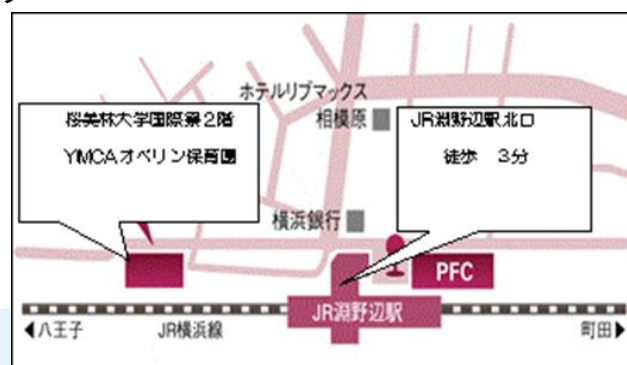 ホテルリブマックス
相模原
桜美林大学国際寮2階
YMCAオベリン保育園
JR淵野辺駅北口
徒歩 3分
横浜銀行
PFC
JR淵野辺駅
◀八王子
JR横浜線
町田▶